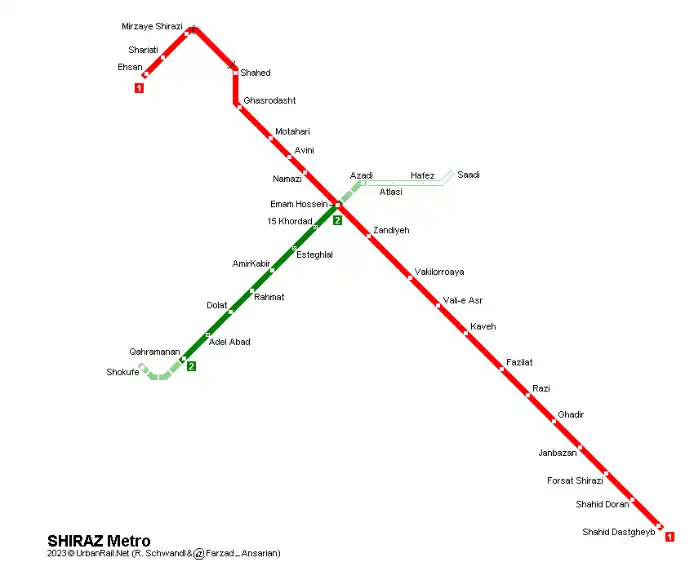 Mirzaye Shirazi
Shariati
Ehsan
1
Shahed
Ghasrodasht
Motahari
Avini
Namazi
Azadi
Hafez
Saadi
Atlasi
Emam Hossein
2
15 Khordad
Zandiyeh
Esteghlal
AmirKabir
Vakilorroaya
Rahmat
Dolat
Vali-e Asr
Kaveh
Adel Abad
Qahramanan
2
Shokufe
Fazilat
Razi
Ghadir
Janbazan
Forsat Shirazi
Shahid Doran
Shahid Dastgheyb
1
SHIRAZ Metro
2023 © UrbanRail.Net (R. Schwandl & @Farzad_Ansarian)